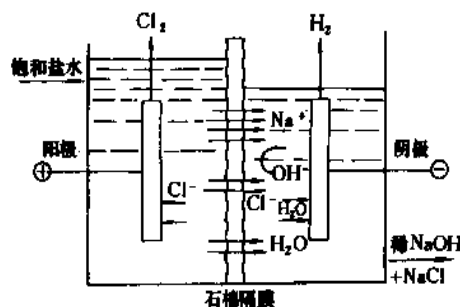 Cl₂
H₂
饱和盐水
Na⁺
阳极
阴极
OH⁻
Cl⁻
Cl⁻
H₂O
H₂O
稀NaOH
+NaCl
石棉隔膜